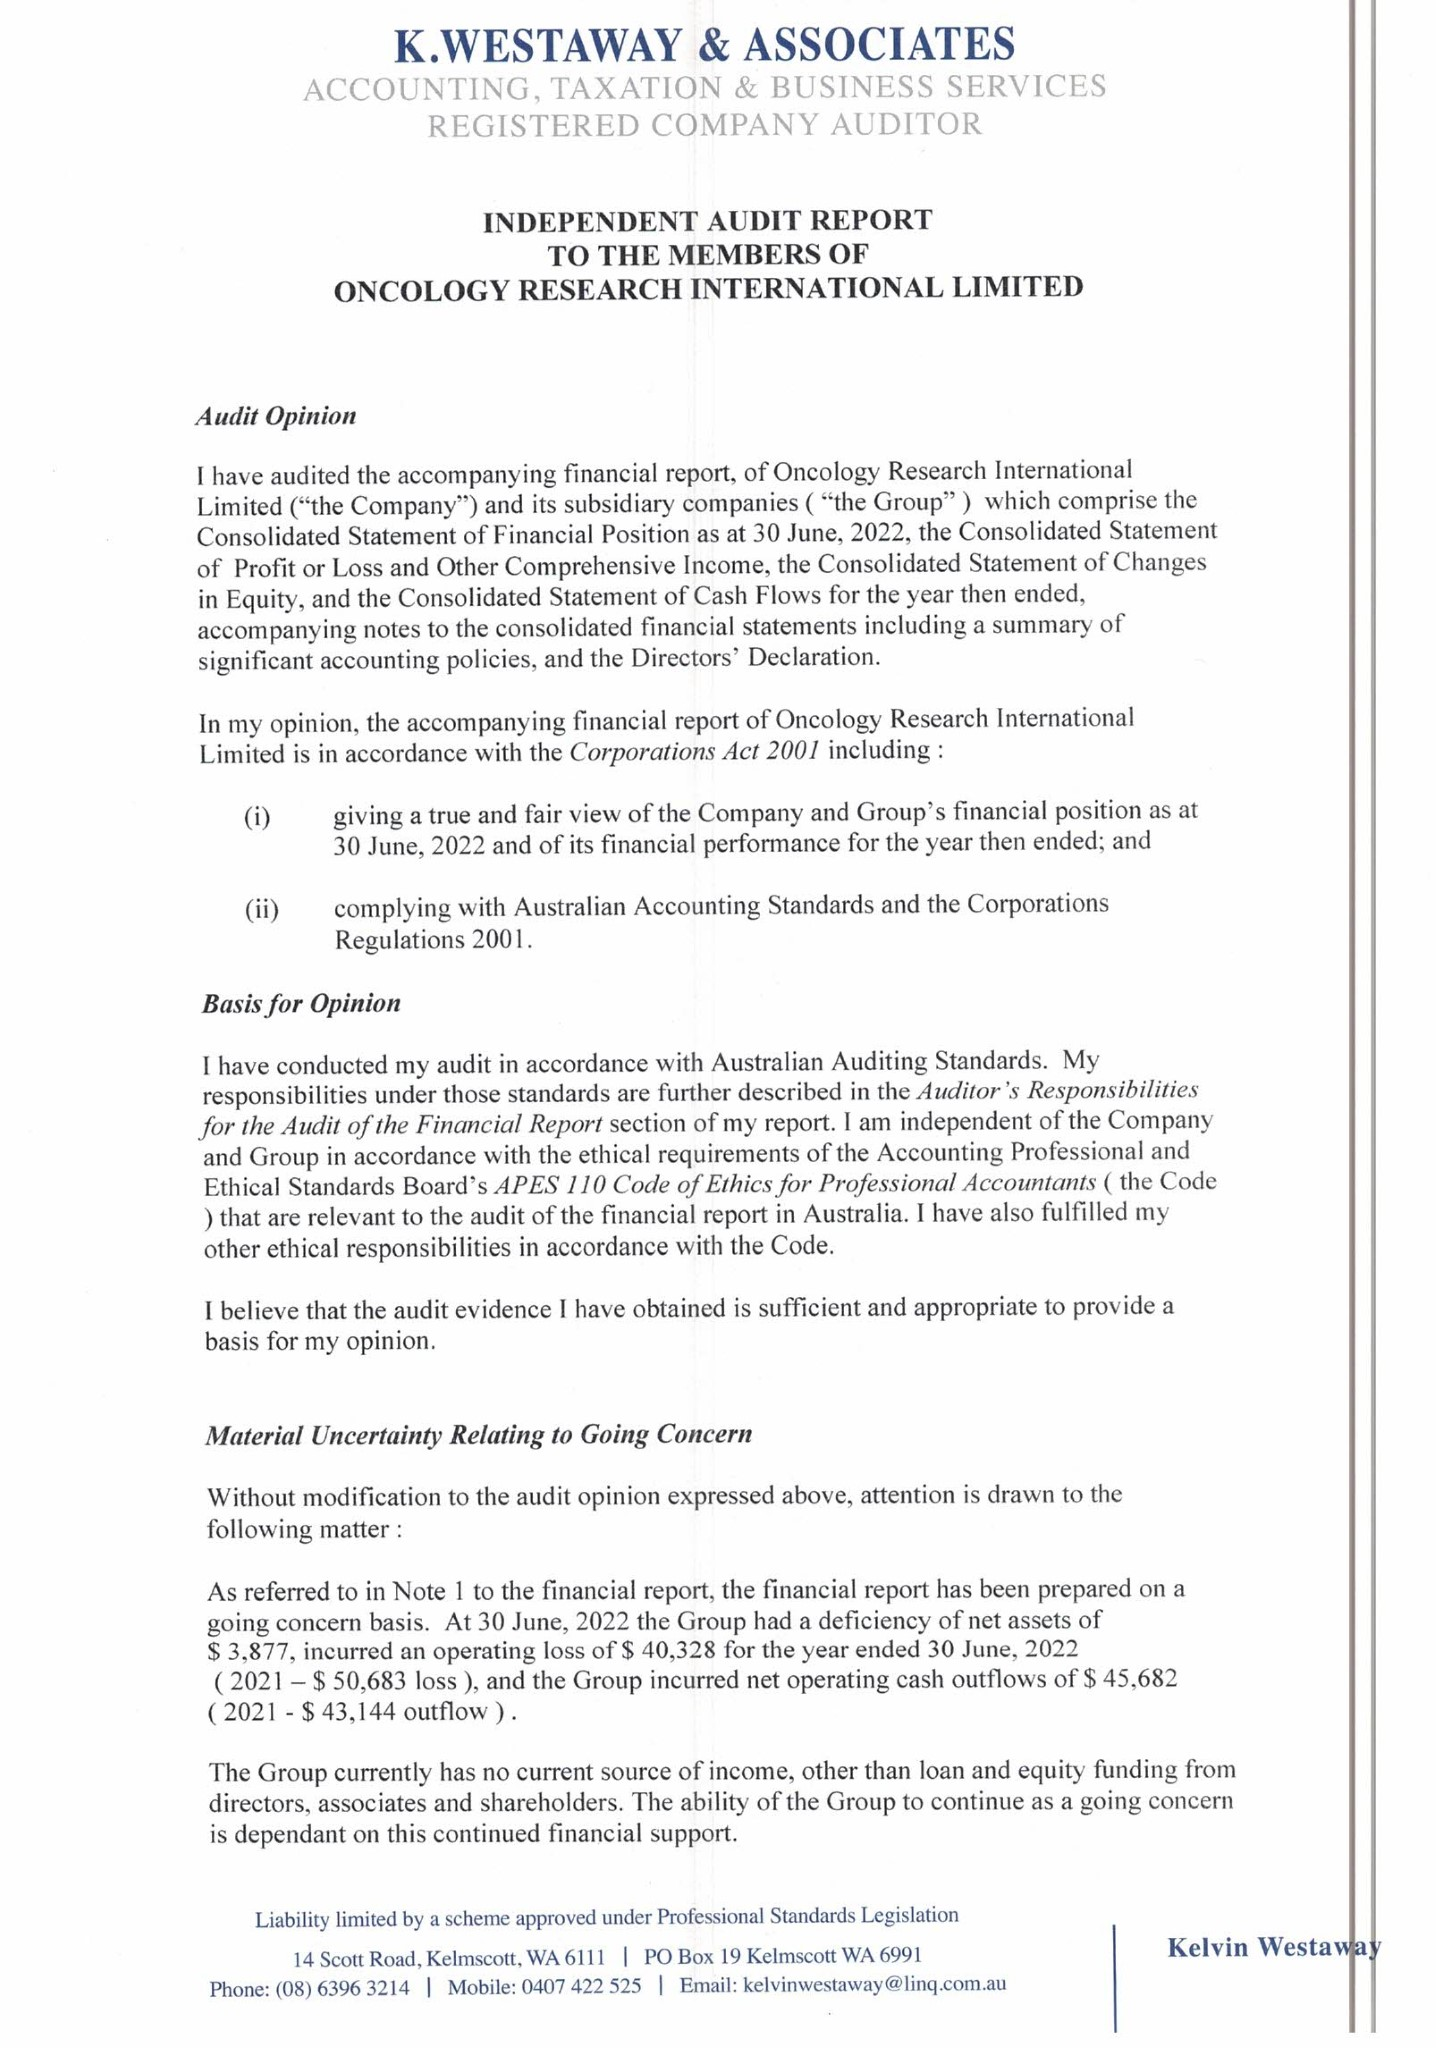 K.WESTAWAY & ASSOCIATES
ACCOUNTING, TAXATION & BUSINESS SERVICES
REGISTERED COMPANY AUDITOR
INDEPENDENT AUDIT REPORT
TO THE MEMBERS OF
ONCOLOGY RESEARCH INTERNATIONAL LIMITED
Audit Opinion
I have audited the accompanying financial report, of Oncology Research International
Limited (“the Company”) and its subsidiary companies ( “the Group” ) which comprise the
Consolidated Statement of Financial Position as at 30 June, 2022, the Consolidated Statement
of Profit or Loss and Other Comprehensive Income, the Consolidated Statement of Changes
in Equity, and the Consolidated Statement of Cash Flows for the year then ended,
accompanying notes to the consolidated financial statements including a summary of
significant accounting policies, and the Directors’ Declaration.
In my opinion, the accompanying financial report of Oncology Research International
Limited is in accordance with the Corporations Act 2001 including :
(i) giving a true and fair view of the Company and Group’s financial position as at
30 June, 2022 and of its financial performance for the year then ended; and
(ii) complying with Australian Accounting Standards and the Corporations
Regulations 2001.
Basis for Opinion
I have conducted my audit in accordance with Australian Auditing Standards. My
responsibilities under those standards are further described in the Auditor’s Responsibilities
for the Audit of the Financial Report section of my report. I am independent of the Company
and Group in accordance with the ethical requirements of the Accounting Professional and
Ethical Standards Board’s APES 110 Code of Ethics for Professional Accountants ( the Code
) that are relevant to the audit of the financial report in Australia. I have also fulfilled my
other ethical responsibilities in accordance with the Code.
I believe that the audit evidence I have obtained is sufficient and appropriate to provide a
basis for my opinion.
Material Uncertainty Relating to Going Concern
Without modification to the audit opinion expressed above, attention is drawn to the
following matter :
As referred to in Note 1 to the financial report, the financial report has been prepared on a
going concern basis. At 30 June, 2022 the Group had a deficiency of net assets of
$ 3,877, incurred an operating loss of $ 40,328 for the year ended 30 June, 2022
( 2021 – $ 50,683 loss ), and the Group incurred net operating cash outflows of $ 45,682
( 2021 - $ 43,144 outflow ) .
The Group currently has no current source of income, other than loan and equity funding from
directors, associates and shareholders. The ability of the Group to continue as a going concern
is dependant on this continued financial support.
Liability limited by a scheme approved under Professional Standards Legislation
14 Scott Road, Kelmscott, WA 6111 | PO Box 19 Kelmscott WA 6991
Phone: (08) 6396 3214 | Mobile: 0407 422 525 | Email: kelvinwestaway@linq.com.au
Kelvin Westaway